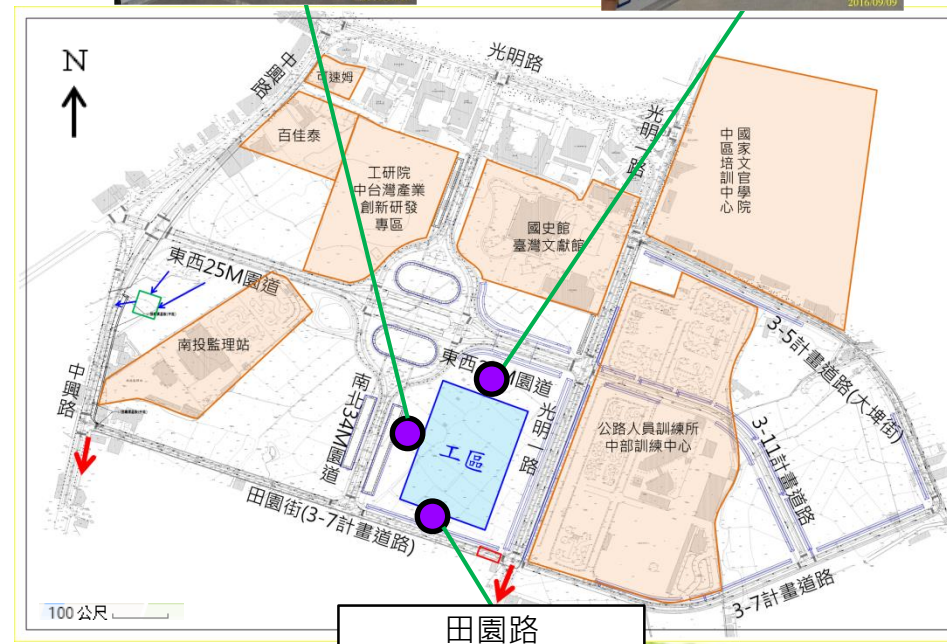 2016/09/09
N
中興路
光明路
可速姆
百佳泰
工研院
中台灣產業
創新研發
專區
光明一路
國家文官學院
中區培訓中心
國史館
臺灣文獻館
東西25M園道
南投監理站
中興路
東西2
M園道
南北34M園道
光明一路
工區
公路人員訓練所
中部訓練中心
3-5計畫道路(大埤街)
3-11計畫道路
田園街(3-7計畫道路)
3-7計畫道路
100 公尺
田園路